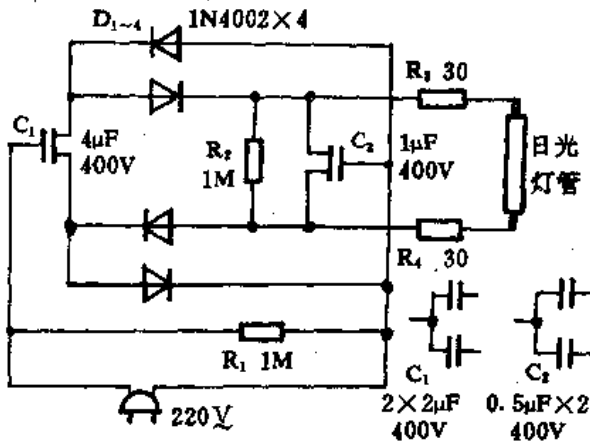 D₁~₄ 1N4002×4
R₃ 30
C₁
4μF
400V
R₂
1M
C₂
1μF
400V
日光
灯管
R₄ 30
R₁ 1M
220V
C₁
2×2μF
400V
C₂
0.5μF×2
400V